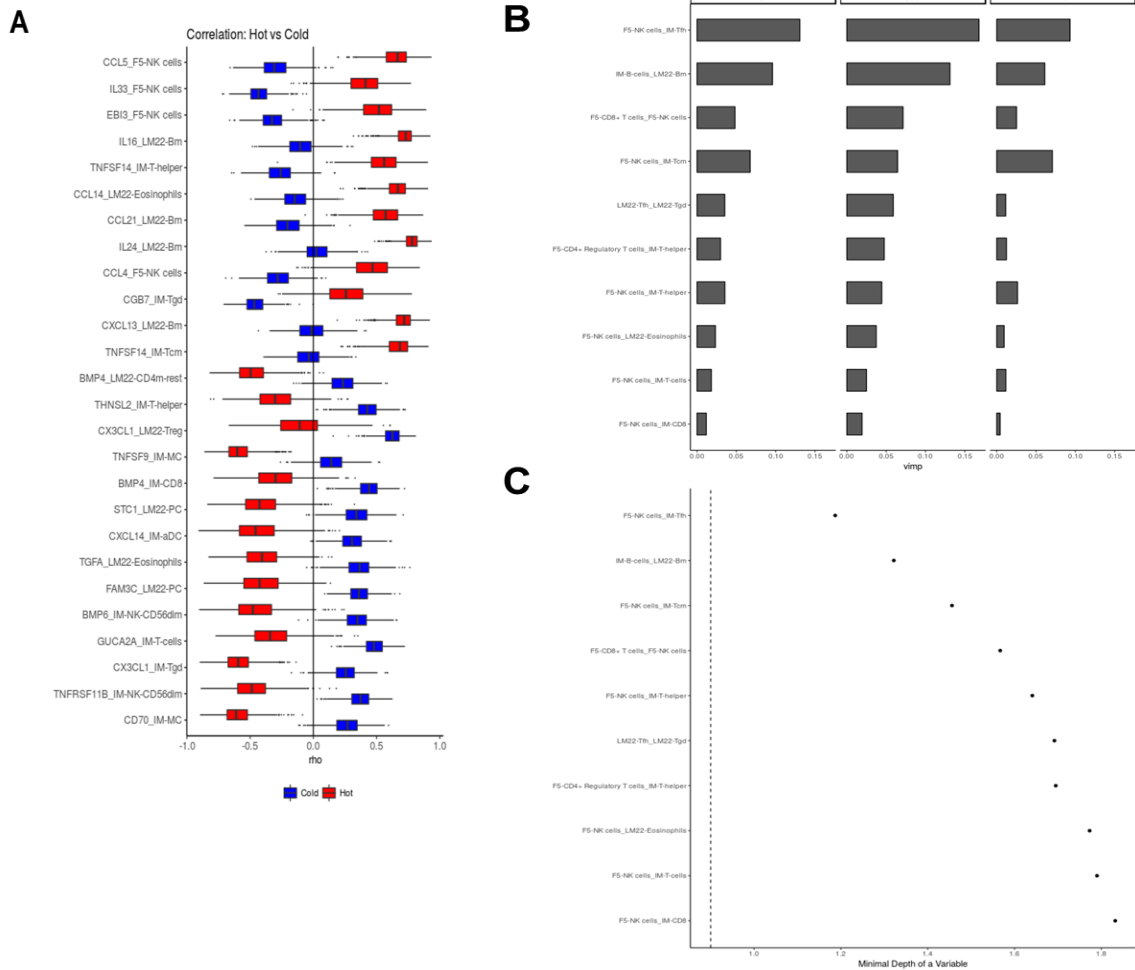 A
Correlation: Hot vs Cold
CCL5_F5-NK cells
IL33_F5-NK cells
EBI3_F5-NK cells
IL16_LM22-Bm
TNFSF14_IM-T-helper
CCL14_LM22-Eosinophils
CCL21_LM22-Bm
IL24_LM22-Bm
CCL4_F5-NK cells
CGB7_IM-Tgd
CXCL13_LM22-Bm
TNFSF14_IM-Tcm
BMP4_LM22-CD4m-rest
THNSL2_IM-T-helper
CX3CL1_LM22-Treg
TNFSF9_IM-MC
BMP4_IM-CD8
STC1_LM22-PC
CXCL14_IM-aDC
TGFA_LM22-Eosinophils
FAM3C_LM22-PC
BMP6_IM-NK-CD56dim
GUCA2A_IM-T-cells
CX3CL1_IM-Tgd
TNFRSF11B_IM-NK-CD56dim
CD70_IM-MC
-1.0 -0.5 0.0 0.5 1.0
rho
Cold Hot
B
F5-NK cells_IM-Tfh
IM-B-cells_LM22-Bm
F5-CD8+ T cells_F5-NK cells
F5-NK cells_IM-Tcm
LM22-Tfh_LM22-Tgd
F5-CD4+ Regulatory T cells_IM-T-helper
F5-NK cells_IM-T-helper
F5-NK cells_LM22-Eosinophils
F5-NK cells_IM-T-cells
F5-NK cells_IM-CD8
0.00 0.05 0.10 0.15 0.00 0.05 0.10 0.15 0.00 0.05 0.10 0.15
vimp
C
F5-NK cells_IM-Tfh
IM-B-cells_LM22-Bm
F5-NK cells_IM-Tcm
F5-CD8+ T cells_F5-NK cells
F5-NK cells_IM-T-helper
LM22-Tfh_LM22-Tgd
F5-CD4+ Regulatory T cells_IM-T-helper
F5-NK cells_LM22-Eosinophils
F5-NK cells_IM-T-cells
F5-NK cells_IM-CD8
1.0 1.2 1.4 1.6 1.8
Minimal Depth of a Variable